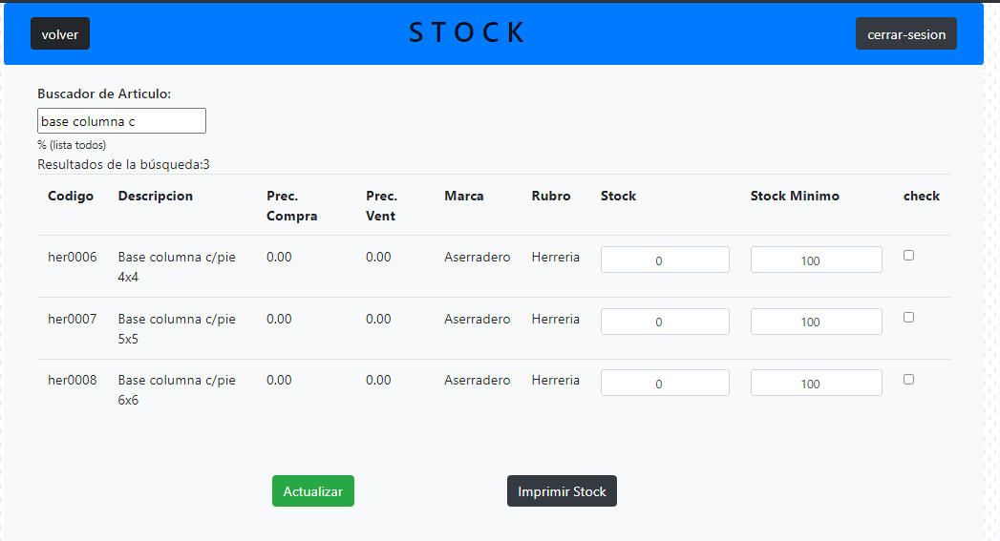 volver
S T O C K
cerrar-sesion
Buscador de Articulo:
base columna c
% (lista todos)
Resultados de la búsqueda:3
Codigo Descripcion Prec. Compra Prec. Vent Marca Rubro Stock Stock Minimo check
her0006 Base columna c/pie 4x4 0.00 0.00 Aserradero Herreria 0 100
her0007 Base columna c/pie 5x5 0.00 0.00 Aserradero Herreria 0 100
her0008 Base columna c/pie 6x6 0.00 0.00 Aserradero Herreria 0 100
Actualizar
Imprimir Stock